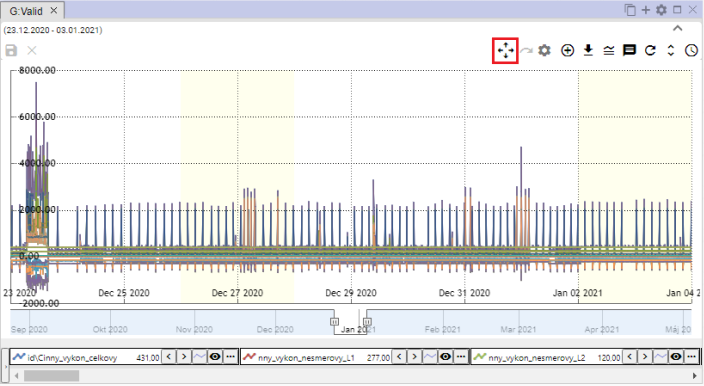 G:Valid
(23.12.2020 - 03.01.2021)
8000.00
6000.00
4000.00
2000.00
0.00
-2000.00
23 2020 Dec 25 2020 Dec 27 2020 Dec 29 2020 Dec 31 2020 Jan 02 2021 Jan 04 2
Sep 2020 Okt 2020 Nov 2020 Dec 2020 Jan 2021 Feb 2021 Mar 2021 Apr 2021 Máj 20
id\Cinny_vykon_celkovy 431.00 nny_vykon_nesmerovy_L1 277.00 nny_vykon_nesmerovy_L2 120.00